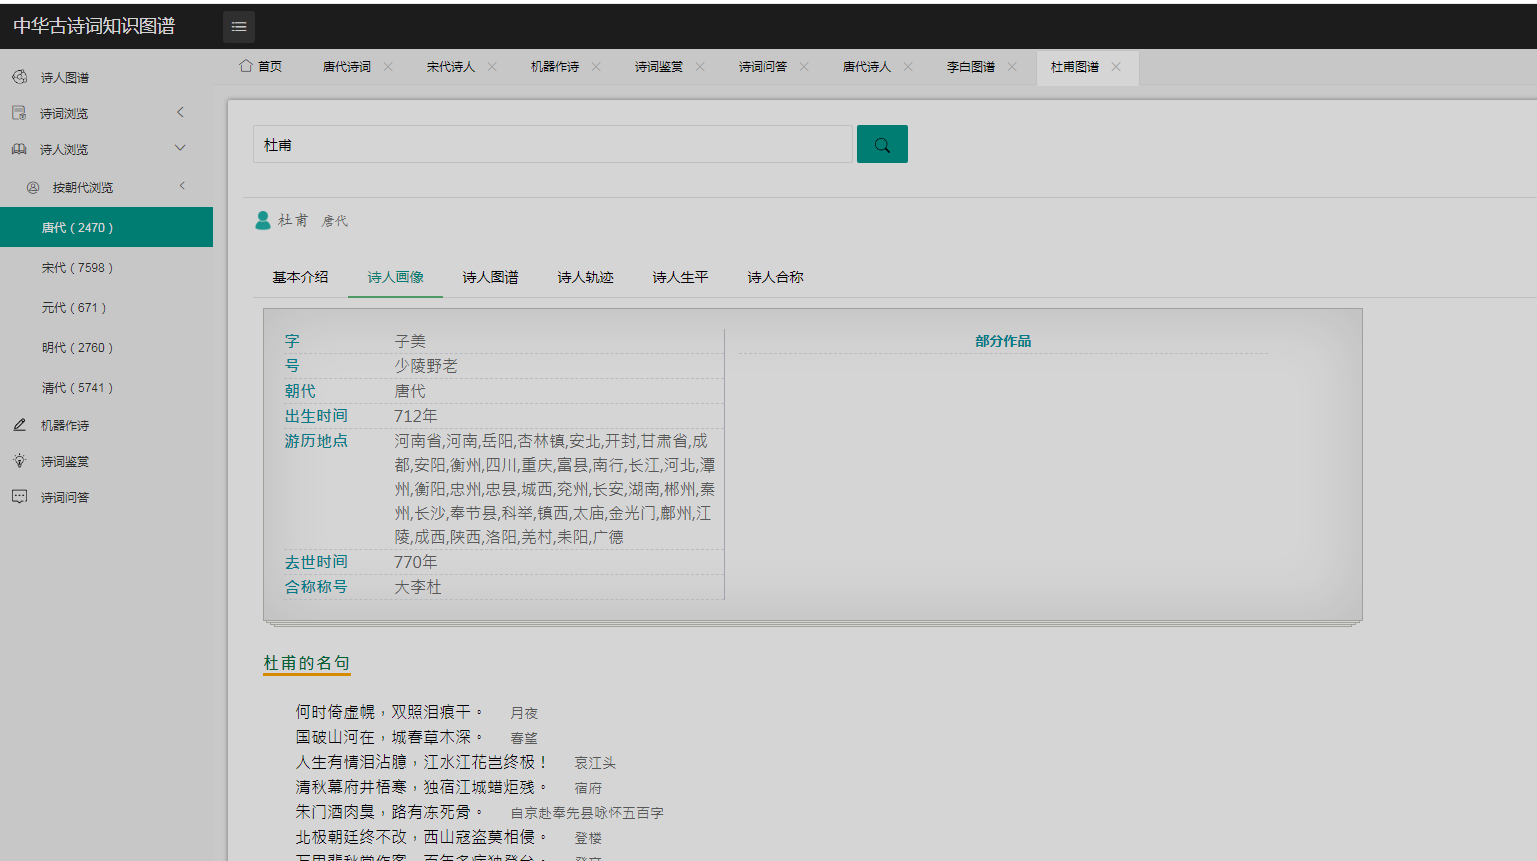 中华古诗词知识图谱
首页 唐代诗词 宋代诗人 机器作诗 诗词鉴赏 诗词问答 唐代诗人 李白图谱 杜甫图谱
诗人图谱
诗词浏览
诗人浏览
按朝代浏览
唐代（2470）
宋代（7598）
元代（671）
明代（2760）
清代（5741）
机器作诗
诗词鉴赏
诗词问答
杜甫
杜甫 唐代
基本介绍 诗人画像 诗人图谱 诗人轨迹 诗人生平 诗人合称
字 子美
号 少陵野老
朝代 唐代
出生时间 712年
游历地点 河南省,河南,岳阳,杏林镇,安北,开封,甘肃省,成
都,安阳,衡州,四川,重庆,富县,南行,长江,河北,潭
州,衡阳,忠州,忠县,城西,兖州,长安,湖南,郴州,秦
州,长沙,奉节县,科举,镇西,太庙,金光门,鄜州,江
陵,成西,陕西,洛阳,羌村,耒阳,广德
去世时间 770年
合称称号 大李杜
部分作品
杜甫的名句
何时倚虚幌，双照泪痕干。 月夜
国破山河在，城春草木深。 春望
人生有情泪沾臆，江水江花岂终极！ 哀江头
清秋幕府井梧寒，独宿江城蜡炬残。 宿府
朱门酒肉臭，路有冻死骨。 自京赴奉先县咏怀五百字
北极朝廷终不改，西山寇盗莫相侵。 登楼